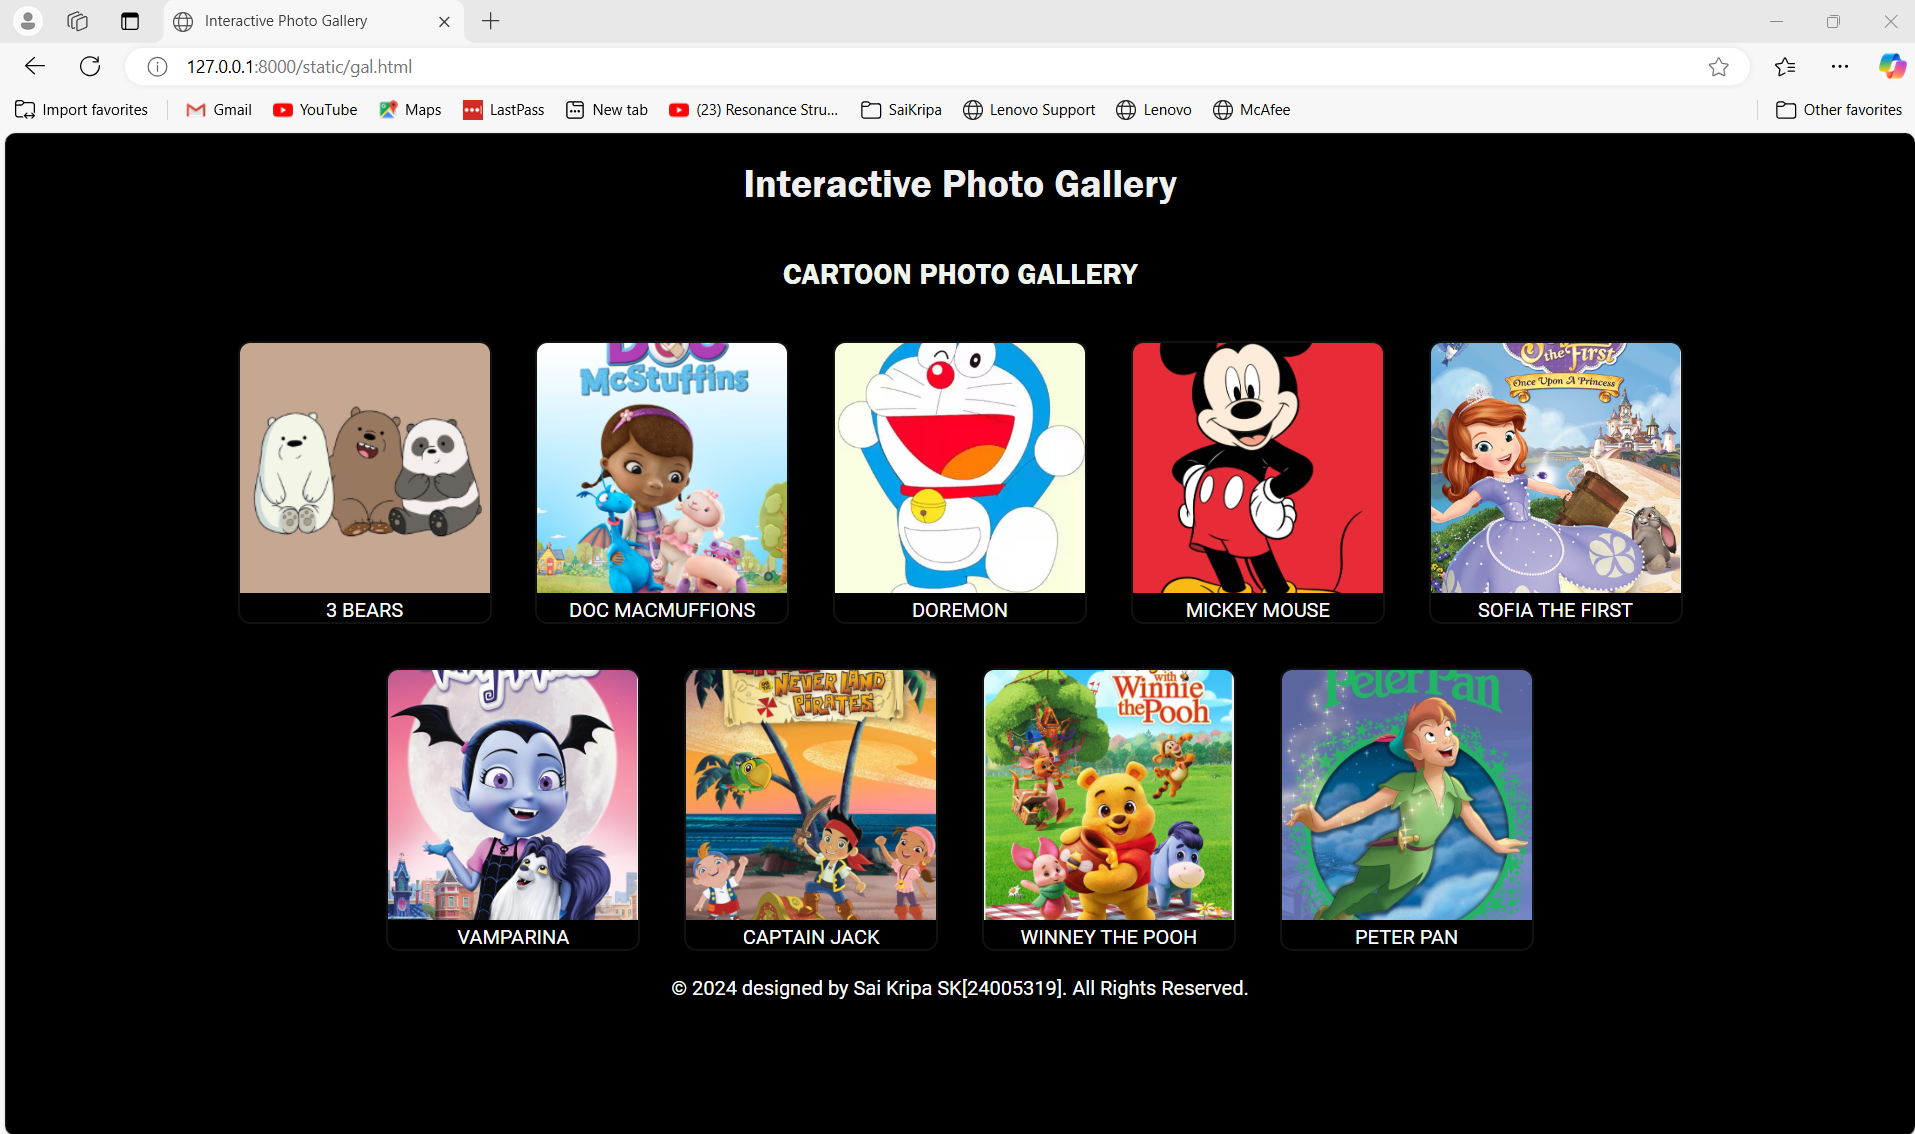 Interactive Photo Gallery
127.0.0.1:8000/static/gal.html
Import favorites
Gmail
YouTube
Maps
LastPass
New tab
(23) Resonance Stru...
SaiKripa
Lenovo Support
Lenovo
McAfee
Other favorites
Interactive Photo Gallery
CARTOON PHOTO GALLERY
DOC
McStuffins
the First
Once Upon A Princess
3 BEARS
DOC MACMUFFIONS
DOREMON
MICKEY MOUSE
SOFIA THE FIRST
NEVER LAND
PIRATES
with
Winnie
the Pooh
Peter Pan
VAMPARINA
CAPTAIN JACK
WINNEY THE POOH
PETER PAN
© 2024 designed by Sai Kripa SK[24005319]. All Rights Reserved.